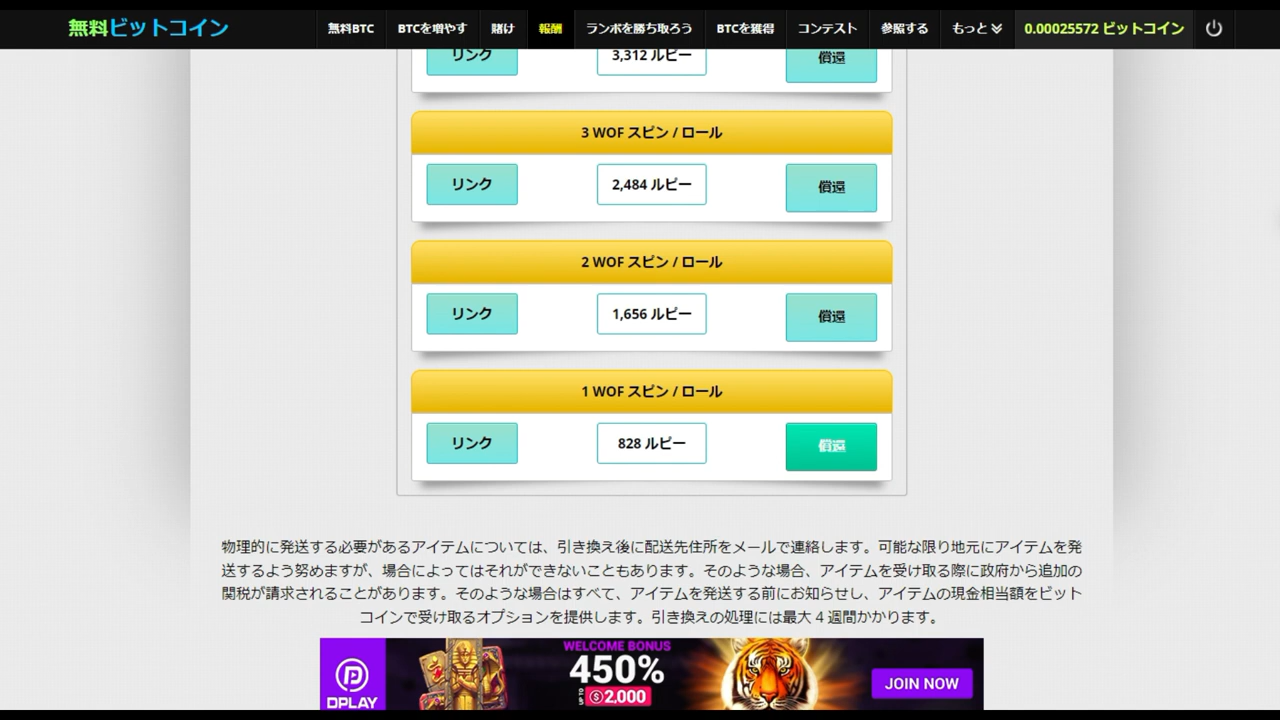 無料ビットコイン
無料BTC
BTCを増やす
賭け
報酬
ランボを勝ち取ろう
BTCを獲得
コンテスト
参照する
もっと
0.00025572 ビットコイン
リンク
3,312 ルピー
償還
3 WOF スピン / ロール
リンク
2,484 ルピー
償還
2 WOF スピン / ロール
リンク
1,656 ルピー
償還
1 WOF スピン / ロール
リンク
828 ルピー
償還
物理的に発送する必要があるアイテムについては、引き換え後に配送先住所をメールで連絡します。可能な限り地元にアイテムを発
送するよう努めますが、場合によってはそれができないこともあります。そのような場合、アイテムを受け取る際に政府から追加の
関税が請求されることがあります。そのような場合はすべて、アイテムを発送する前にお知らせし、アイテムの現金相当額をビット
コインで受け取るオプションを提供します。引き換えの処理には最大 4 週間かかります。
DPLAY
WELCOME BONUS
450%
UP TO
$2,000
JOIN NOW